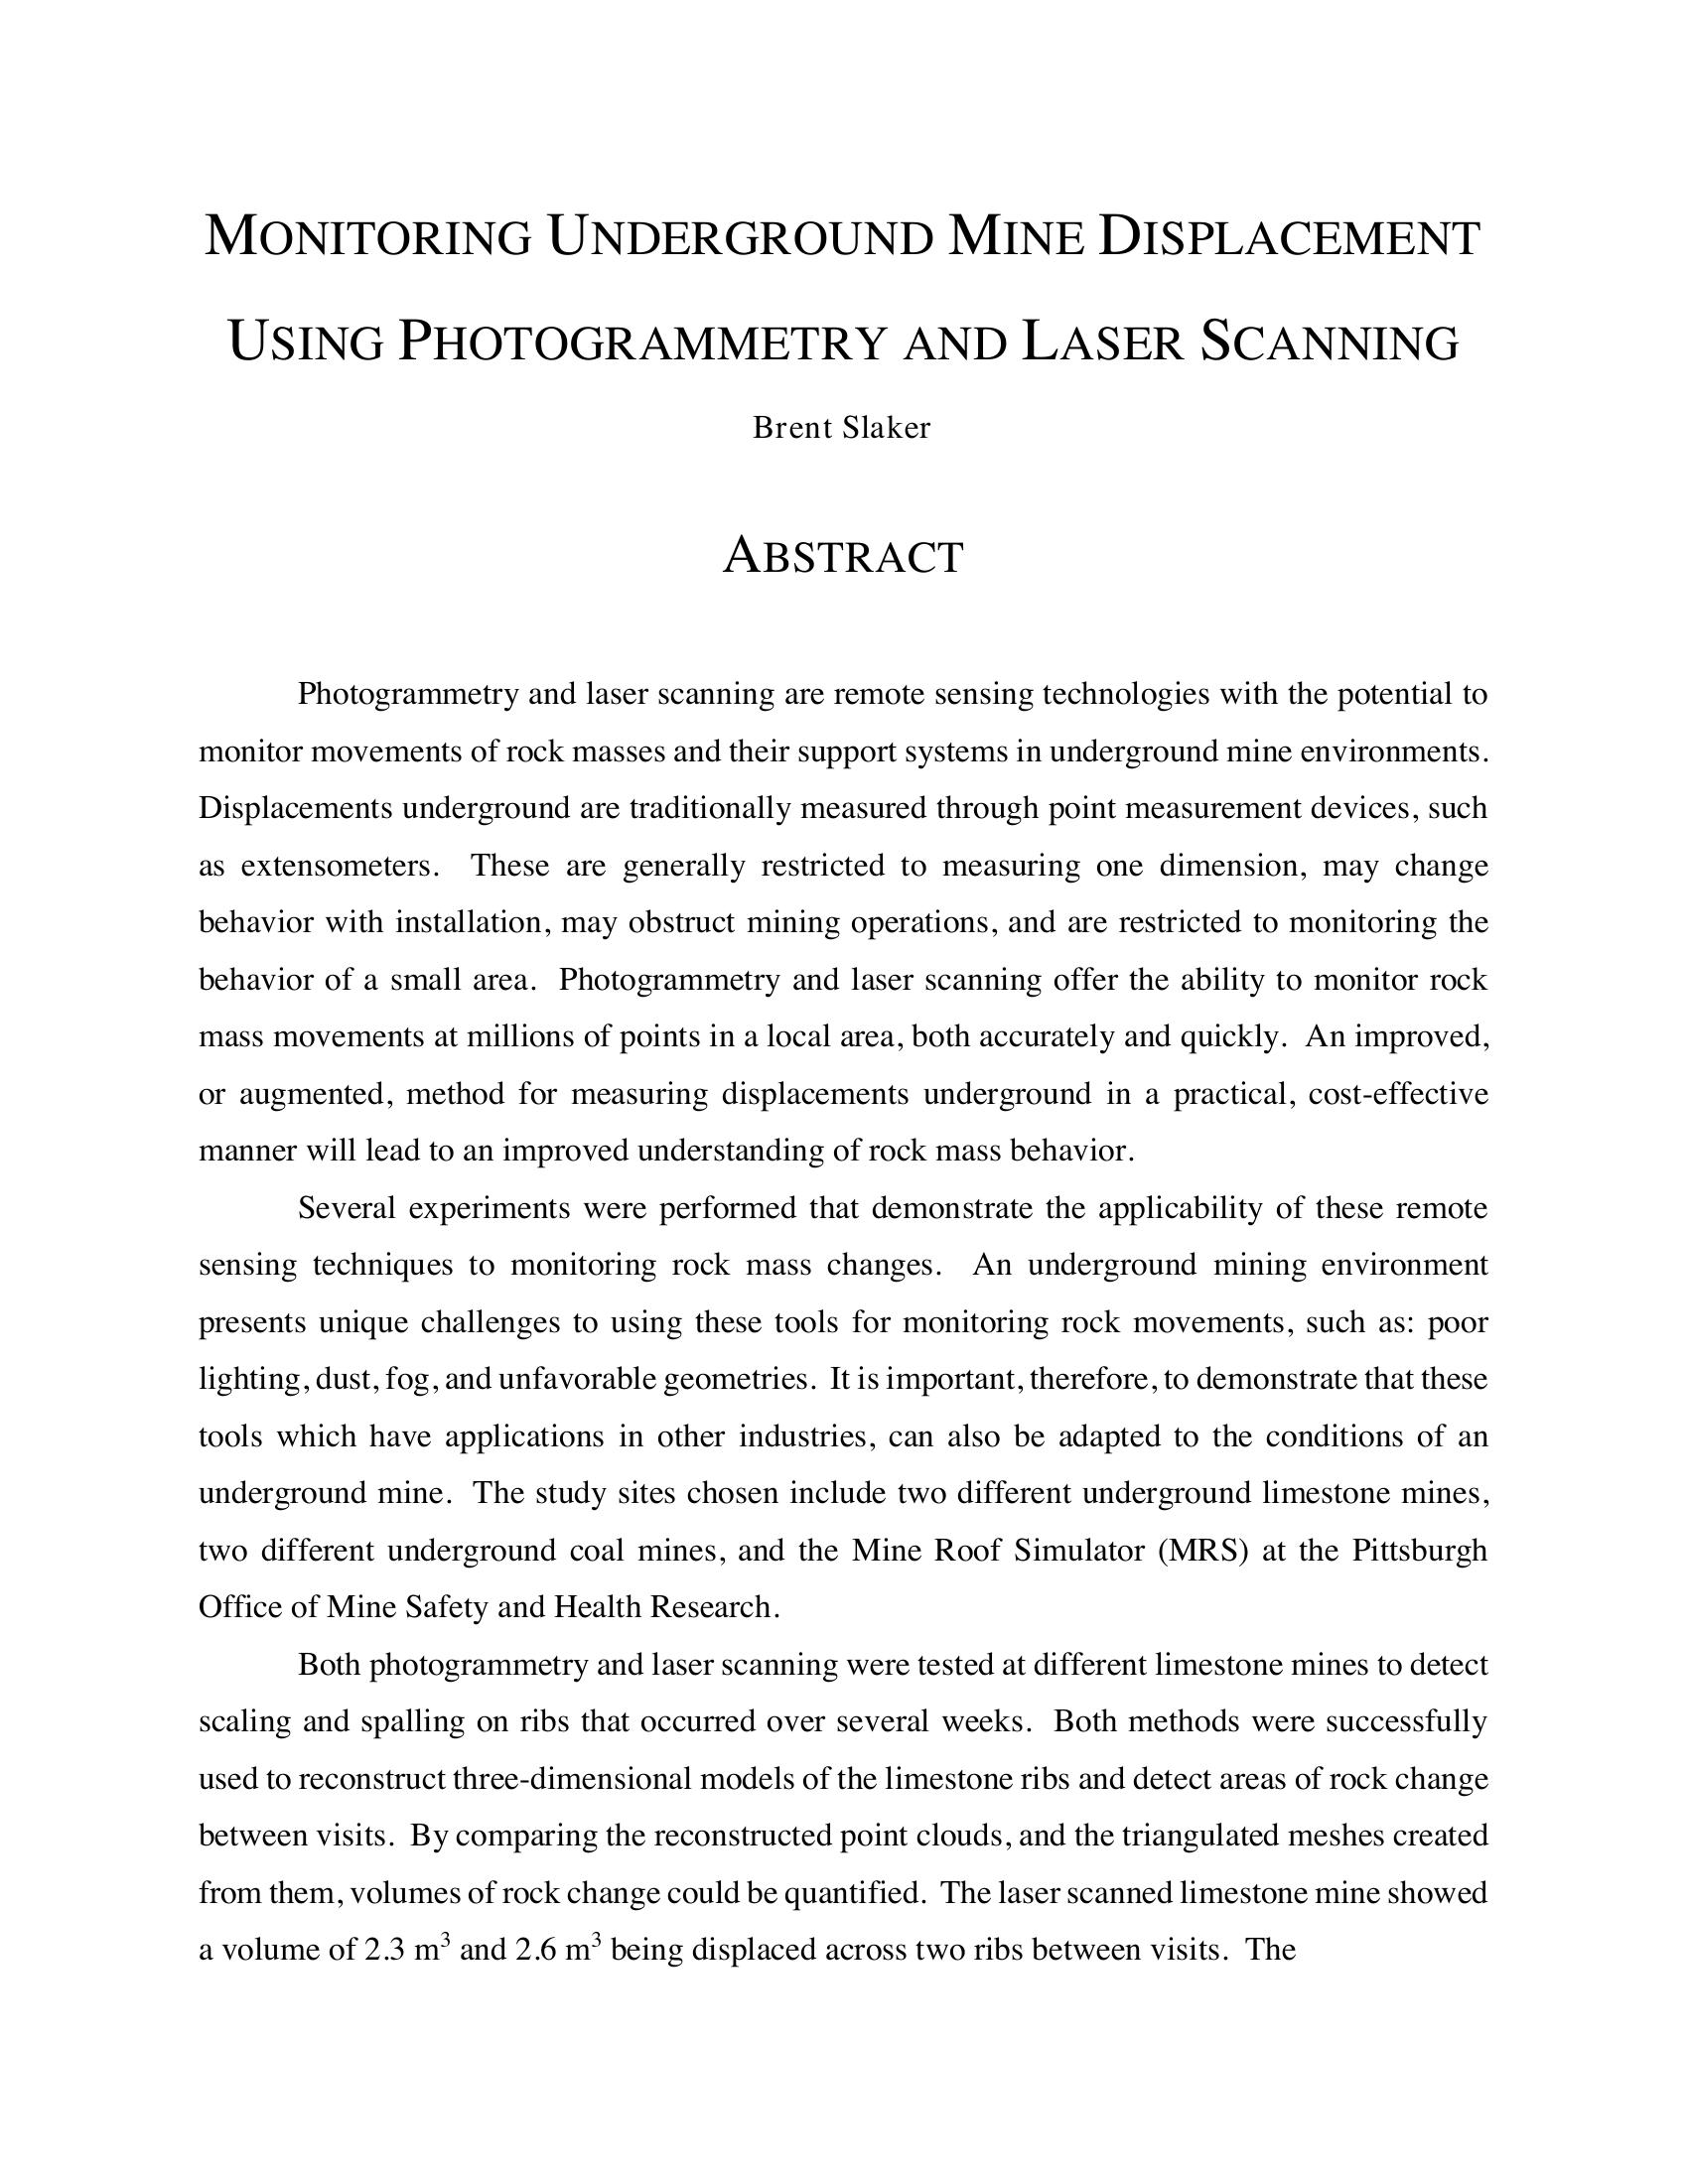 MONITORING UNDERGROUND MINE DISPLACEMENT
USING PHOTOGRAMMETRY AND LASER SCANNING
Brent Slaker
ABSTRACT
Photogrammetry and laser scanning are remote sensing technologies with the potential to
monitor movements of rock masses and their support systems in underground mine environments.
Displacements underground are traditionally measured through point measurement devices, such
as extensometers. These are generally restricted to measuring one dimension, may change
behavior with installation, may obstruct mining operations, and are restricted to monitoring the
behavior of a small area. Photogrammetry and laser scanning offer the ability to monitor rock
mass movements at millions of points in a local area, both accurately and quickly. An improved,
or augmented, method for measuring displacements underground in a practical, cost-effective
manner will lead to an improved understanding of rock mass behavior.
Several experiments were performed that demonstrate the applicability of these remote
sensing techniques to monitoring rock mass changes. An underground mining environment
presents unique challenges to using these tools for monitoring rock movements, such as: poor
lighting, dust, fog, and unfavorable geometries. It is important, therefore, to demonstrate that these
tools which have applications in other industries, can also be adapted to the conditions of an
underground mine. The study sites chosen include two different underground limestone mines,
two different underground coal mines, and the Mine Roof Simulator (MRS) at the Pittsburgh
Office of Mine Safety and Health Research.
Both photogrammetry and laser scanning were tested at different limestone mines to detect
scaling and spalling on ribs that occurred over several weeks. Both methods were successfully
used to reconstruct three-dimensional models of the limestone ribs and detect areas of rock change
between visits. By comparing the reconstructed point clouds, and the triangulated meshes created
from them, volumes of rock change could be quantified. The laser scanned limestone mine showed
a volume of 2.3 m³ and 2.6 m³ being displaced across two ribs between visits. The